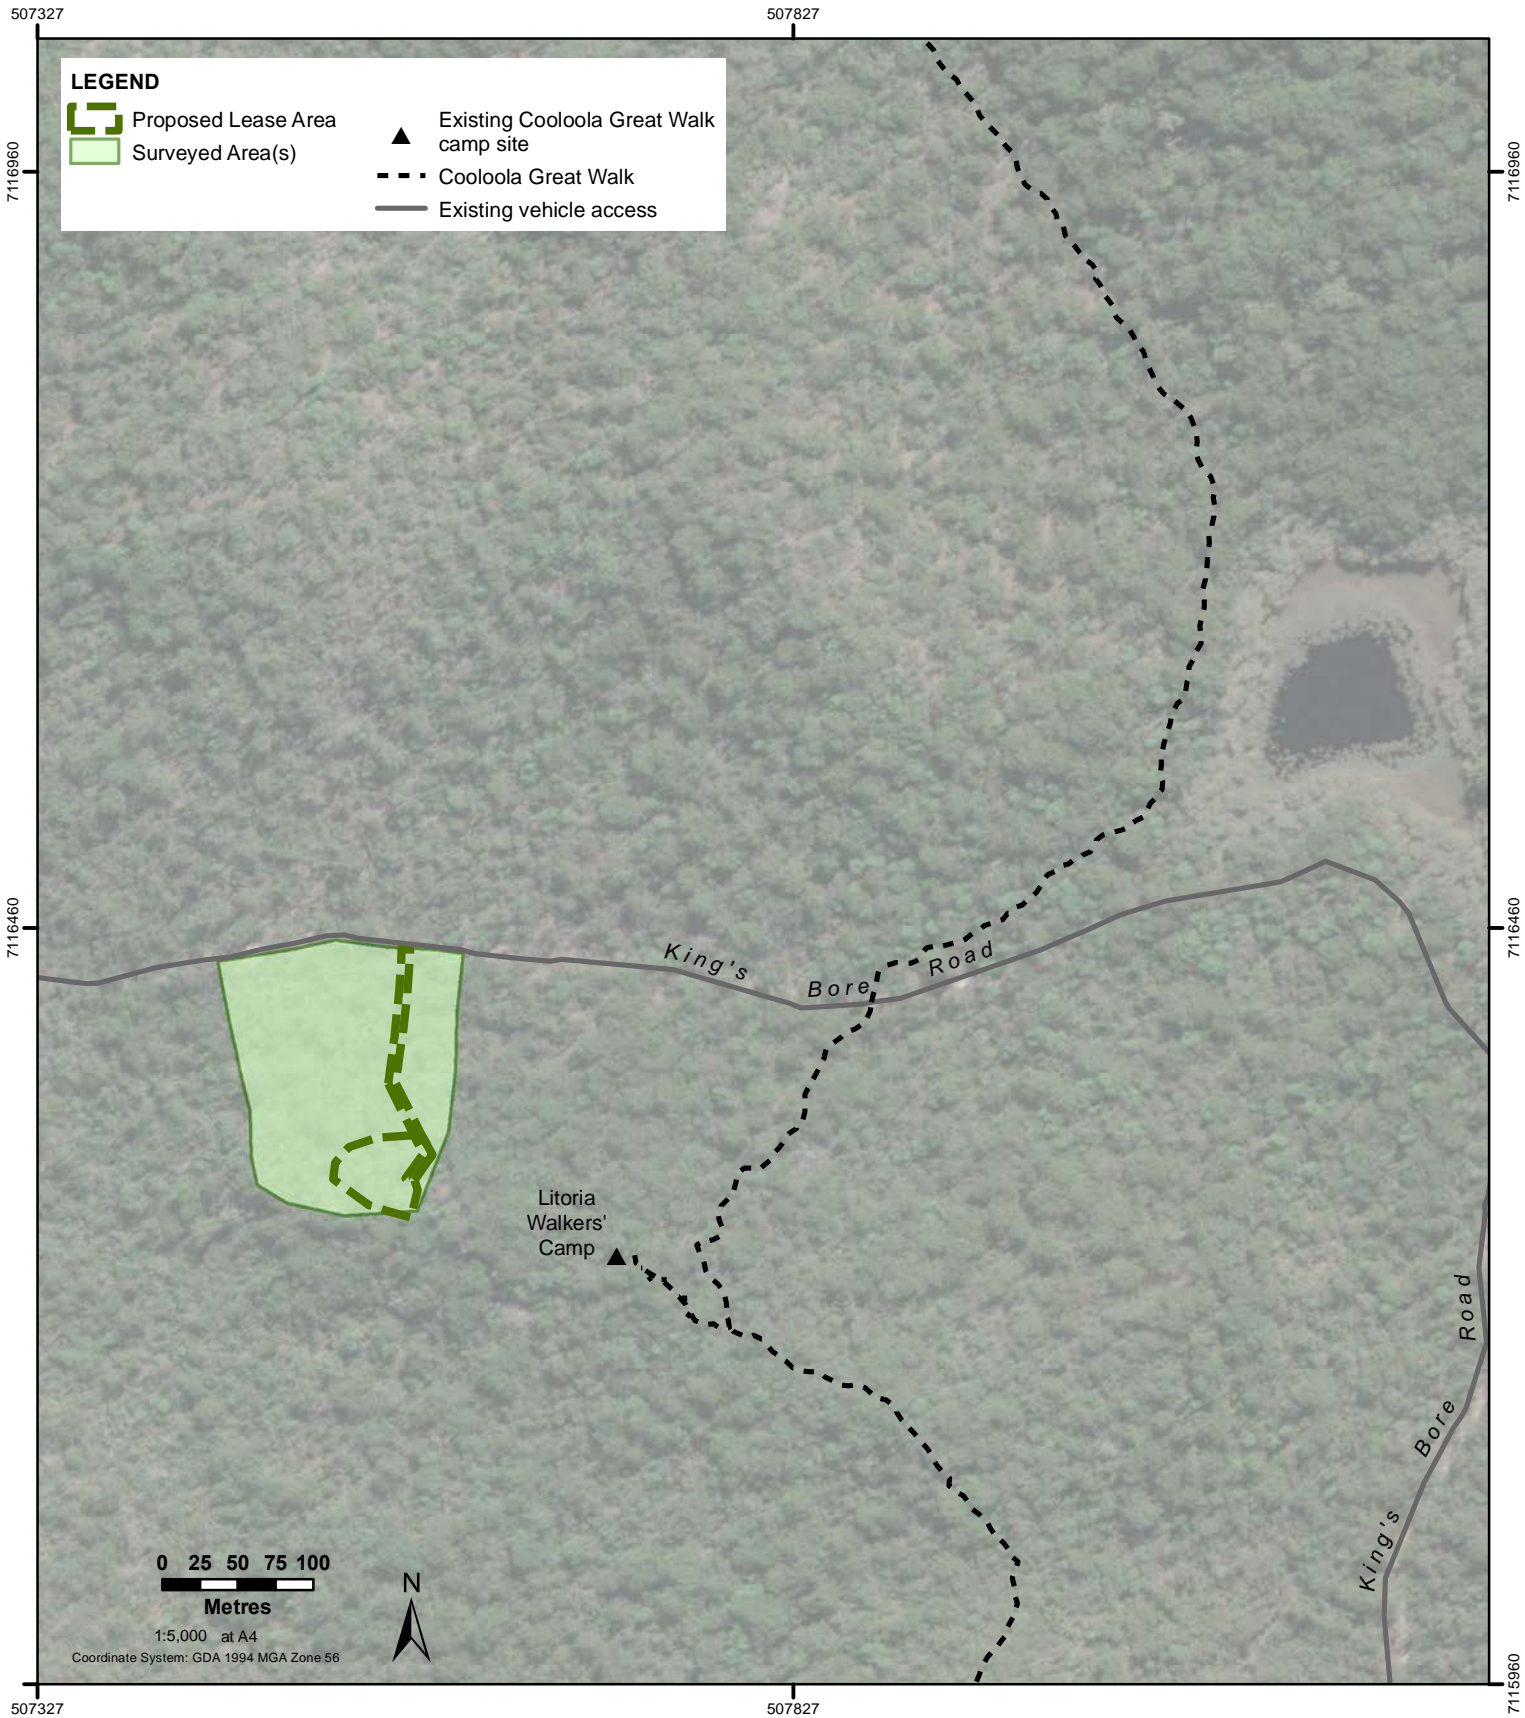 507327
507827
LEGEND
Proposed Lease Area
Surveyed Area(s)
Existing Cooloola Great Walk
camp site
Cooloola Great Walk
Existing vehicle access
7116960
7116960
7116460
7116460
King's
Bore
Road
Litoria
Walkers'
Camp
Road
Bore
King's
0 25 50 75 100
Metres
1:5,000 at A4
Coordinate System: GDA 1994 MGA Zone 56
N
7115960
507327
507827